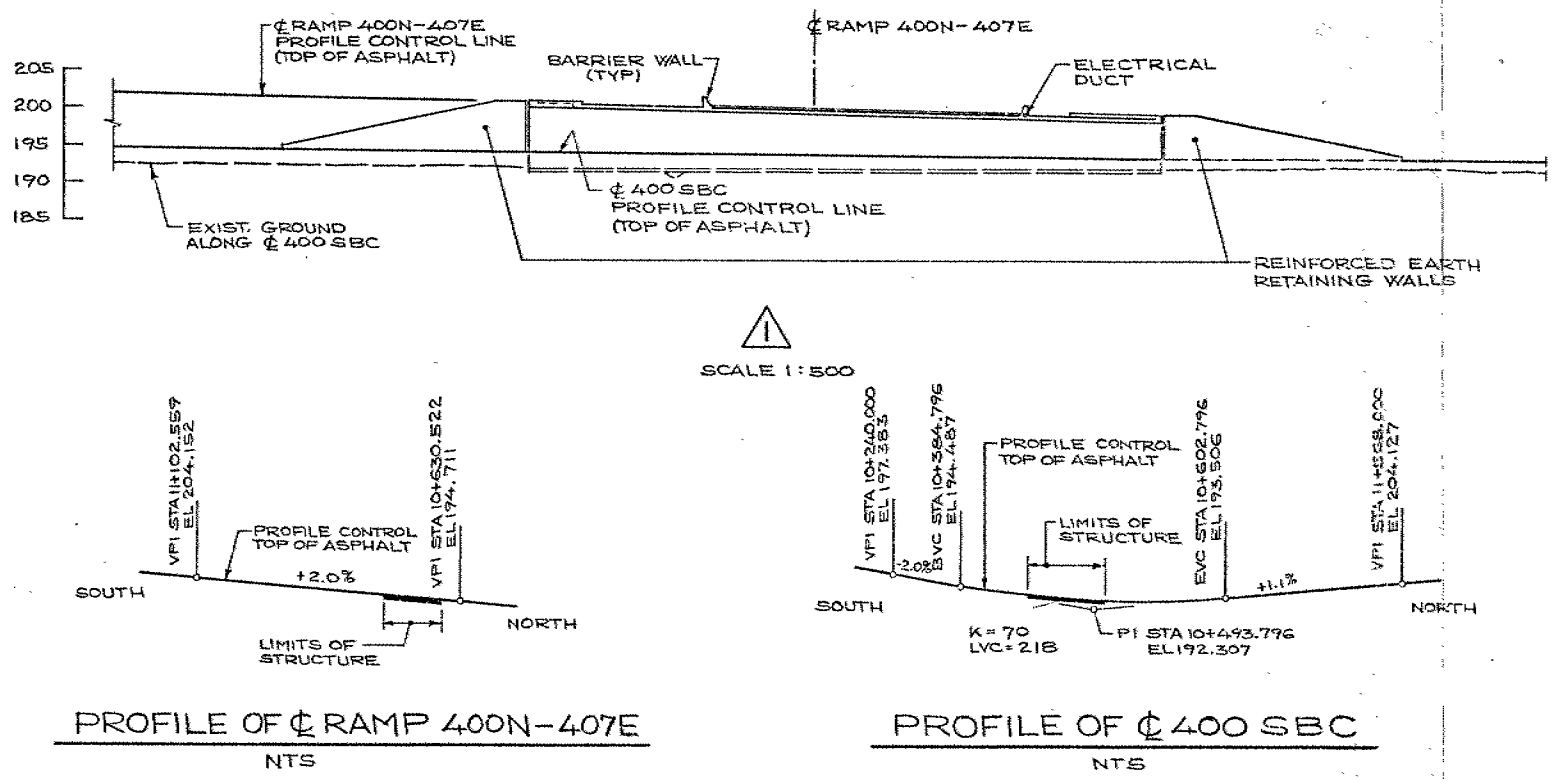 ℄ RAMP 400N-407E
PROFILE CONTROL LINE
(TOP OF ASPHALT)
℄ RAMP 400N-407E
BARRIER WALL
(TYP)
ELECTRICAL
DUCT
205
200
195
190
185
℄ 400 SBC
PROFILE CONTROL LINE
(TOP OF ASPHALT)
EXIST. GROUND
ALONG ℄ 400 SBC
REINFORCED EARTH
RETAINING WALLS
1
SCALE 1:500
VPI STA 11+102.559
EL 204.152
VPI STA 10+630.522
EL 194.711
PROFILE CONTROL
TOP OF ASPHALT
+2.0%
SOUTH
NORTH
LIMITS OF
STRUCTURE
PROFILE OF ℄ RAMP 400N-407E
NTS
VPI STA 10+240.000
EL 197.383
BVC STA 10+384.796
EL 194.487
PROFILE CONTROL
TOP OF ASPHALT
LIMITS OF
STRUCTURE
EVC STA 10+602.796
EL 193.506
VPI STA 11+568.000
EL 204.127
-2.0%
+1.1%
SOUTH
NORTH
K = 70
LVC = 218
PI STA 10+493.796
EL 192.307
PROFILE OF ℄ 400 SBC
NTS